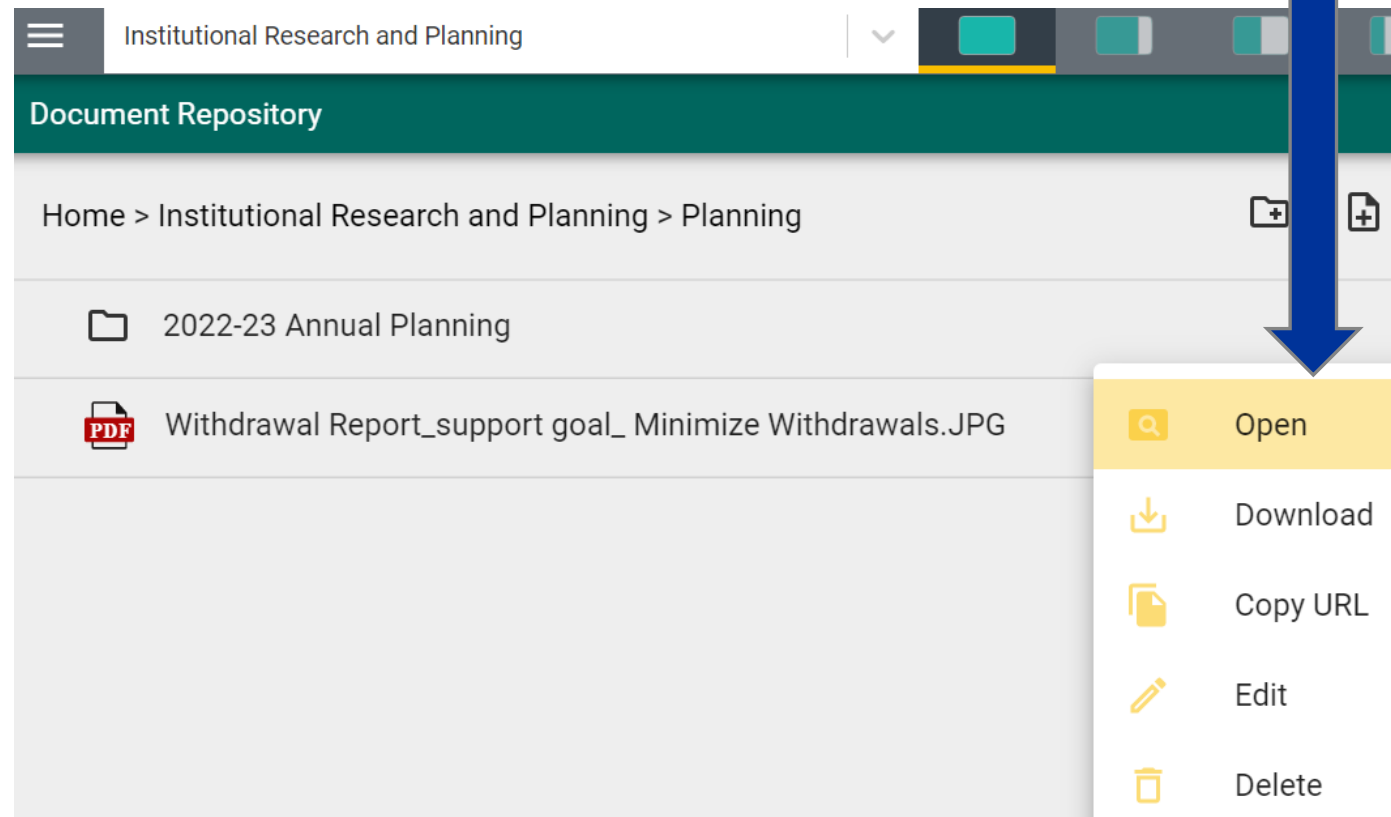 Institutional Research and Planning
Document Repository
Home > Institutional Research and Planning > Planning
2022-23 Annual Planning
PDF Withdrawal Report_support goal_ Minimize Withdrawals.JPG
Open
Download
Copy URL
Edit
Delete